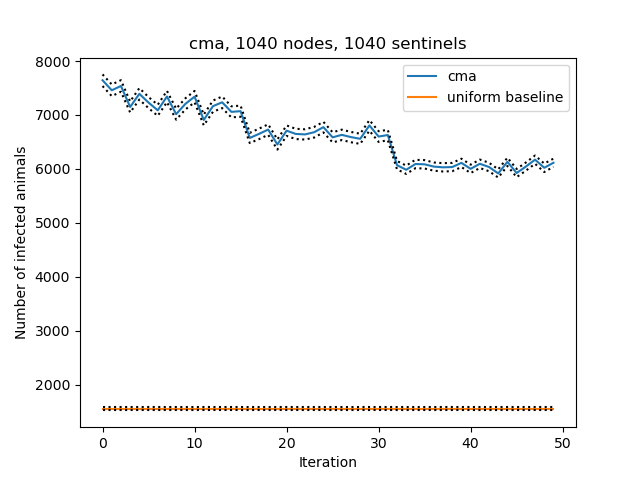 cma, 1040 nodes, 1040 sentinels
8000
7000
6000
5000
4000
3000
2000
Number of infected animals
cma
uniform baseline
0 10 20 30 40 50
Iteration